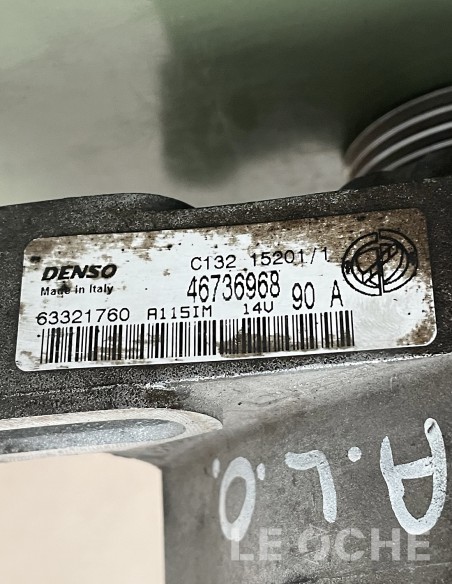 DENSO
Made in Italy
C132 15201/1
46736968 90 A
63321760 A115IM 14V
A.L.O.
LE OCHE